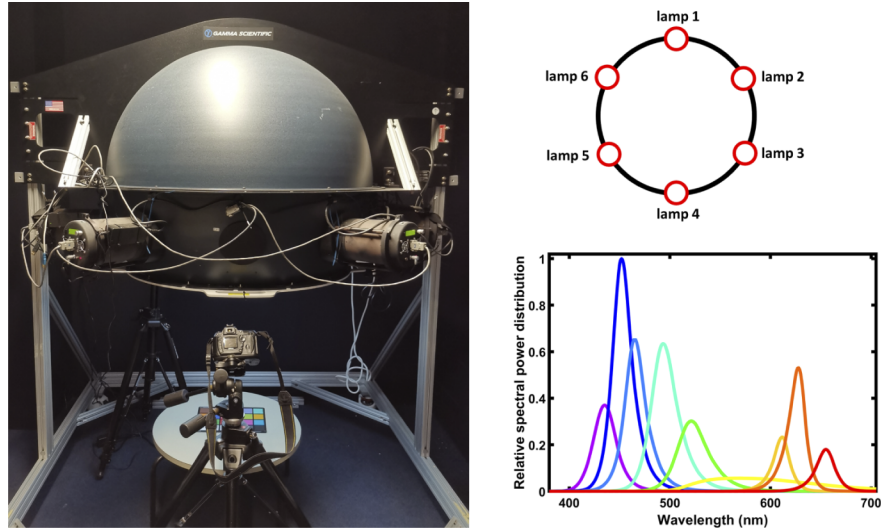 GAMMA SCIENTIFIC
lamp 1
lamp 6
lamp 2
lamp 5
lamp 3
lamp 4
Relative spectral power distribution
1
0.8
0.6
0.4
0.2
0
400
500
600
700
Wavelength (nm)